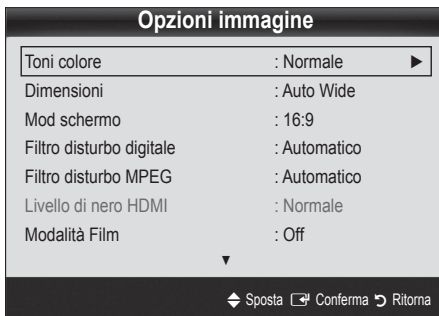 Opzioni immagine
Toni colore : Normale ►
Dimensioni : Auto Wide
Mod schermo : 16:9
Filtro disturbo digitale : Automatico
Filtro disturbo MPEG : Automatico
Livello di nero HDMI : Normale
Modalità Film : Off
▼
Sposta Conferma Ritorna